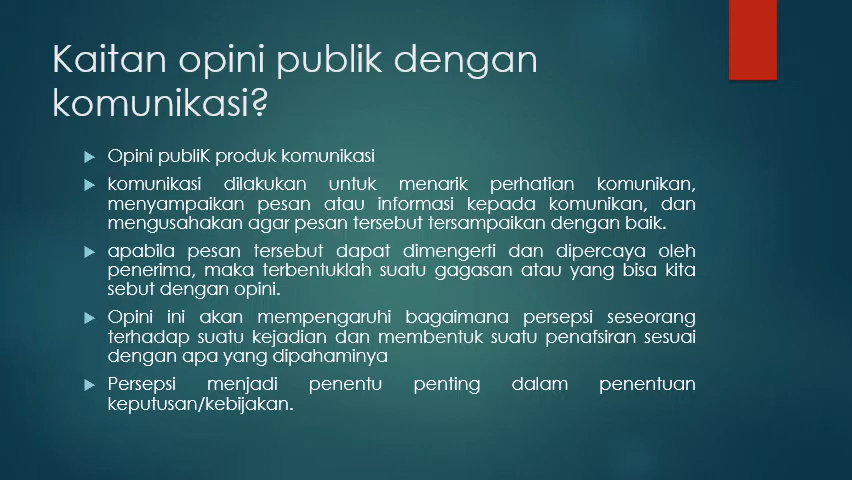 Kaitan opini publik dengan
komunikasi?
Opini publiK produk komunikasi
komunikasi dilakukan untuk menarik perhatian komunikan,
menyampaikan pesan atau informasi kepada komunikan, dan
mengusahakan agar pesan tersebut tersampaikan dengan baik.
apabila pesan tersebut dapat dimengerti dan dipercaya oleh
penerima, maka terbentuklah suatu gagasan atau yang bisa kita
sebut dengan opini.
Opini ini akan mempengaruhi bagaimana persepsi seseorang
terhadap suatu kejadian dan membentuk suatu penafsiran sesuai
dengan apa yang dipahaminya
Persepsi menjadi penentu penting dalam penentuan
keputusan/kebijakan.